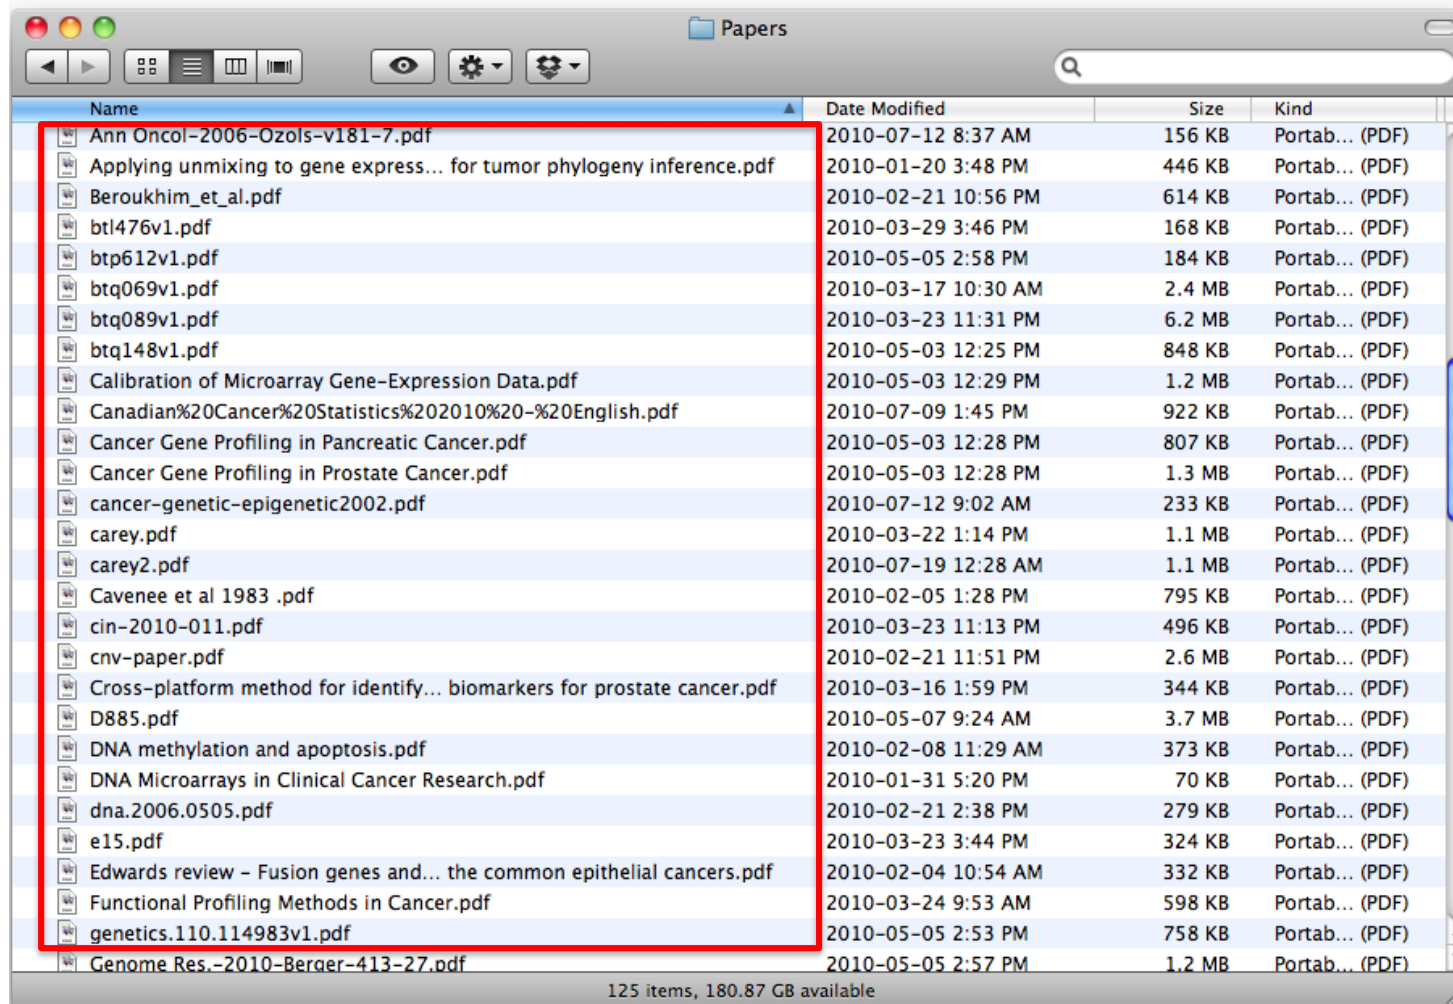 Papers
Name Date Modified Size Kind
Ann Oncol-2006-Ozols-v181-7.pdf 2010-07-12 8:37 AM 156 KB Portab... (PDF)
Applying unmixing to gene express... for tumor phylogeny inference.pdf 2010-01-20 3:48 PM 446 KB Portab... (PDF)
Beroukhim_et_al.pdf 2010-02-21 10:56 PM 614 KB Portab... (PDF)
btl476v1.pdf 2010-03-29 3:46 PM 168 KB Portab... (PDF)
btp612v1.pdf 2010-05-05 2:58 PM 184 KB Portab... (PDF)
btq069v1.pdf 2010-03-17 10:30 AM 2.4 MB Portab... (PDF)
btq089v1.pdf 2010-03-23 11:31 PM 6.2 MB Portab... (PDF)
btq148v1.pdf 2010-05-03 12:25 PM 848 KB Portab... (PDF)
Calibration of Microarray Gene-Expression Data.pdf 2010-05-03 12:29 PM 1.2 MB Portab... (PDF)
Canadian%20Cancer%20Statistics%202010%20-%20English.pdf 2010-07-09 1:45 PM 922 KB Portab... (PDF)
Cancer Gene Profiling in Pancreatic Cancer.pdf 2010-05-03 12:28 PM 807 KB Portab... (PDF)
Cancer Gene Profiling in Prostate Cancer.pdf 2010-05-03 12:28 PM 1.3 MB Portab... (PDF)
cancer-genetic-epigenetic2002.pdf 2010-07-12 9:02 AM 233 KB Portab... (PDF)
carey.pdf 2010-03-22 1:14 PM 1.1 MB Portab... (PDF)
carey2.pdf 2010-07-19 12:28 AM 1.1 MB Portab... (PDF)
Cavenee et al 1983 .pdf 2010-02-05 1:28 PM 795 KB Portab... (PDF)
cin-2010-011.pdf 2010-03-23 11:13 PM 496 KB Portab... (PDF)
cnv-paper.pdf 2010-02-21 11:51 PM 2.6 MB Portab... (PDF)
Cross-platform method for identify... biomarkers for prostate cancer.pdf 2010-03-16 1:59 PM 344 KB Portab... (PDF)
D885.pdf 2010-05-07 9:24 AM 3.7 MB Portab... (PDF)
DNA methylation and apoptosis.pdf 2010-02-08 11:29 AM 373 KB Portab... (PDF)
DNA Microarrays in Clinical Cancer Research.pdf 2010-01-31 5:20 PM 70 KB Portab... (PDF)
dna.2006.0505.pdf 2010-02-21 2:38 PM 279 KB Portab... (PDF)
e15.pdf 2010-03-23 3:44 PM 324 KB Portab... (PDF)
Edwards review - Fusion genes and... the common epithelial cancers.pdf 2010-02-04 10:54 AM 332 KB Portab... (PDF)
Functional Profiling Methods in Cancer.pdf 2010-03-24 9:53 AM 598 KB Portab... (PDF)
genetics.110.114983v1.pdf 2010-05-05 2:53 PM 758 KB Portab... (PDF)
Genome Res.-2010-Berger-413-27.pdf 2010-05-05 2:57 PM 1.2 MB Portab... (PDF)
125 items, 180.87 GB available